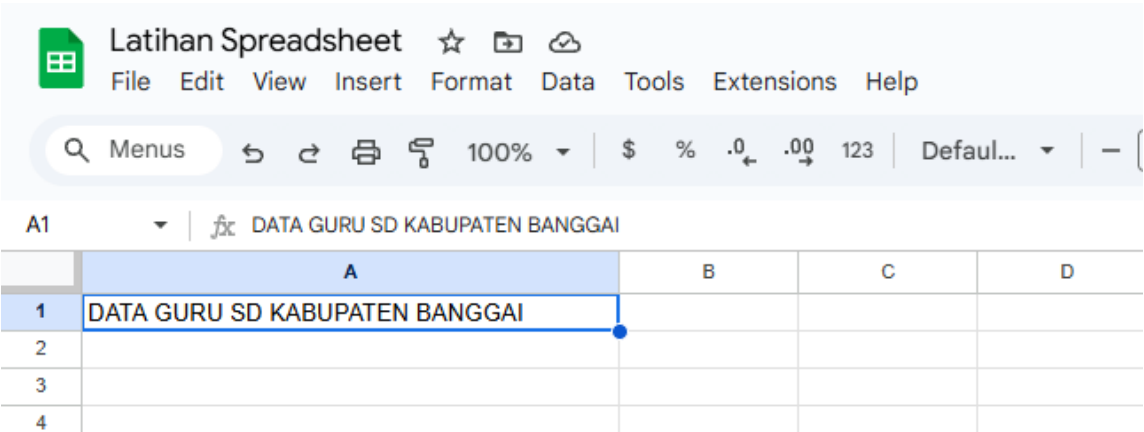 Latihan Spreadsheet
File Edit View Insert Format Data Tools Extensions Help
Menus 100% $ % .0 .00 123 Defaul...
A1 fx DATA GURU SD KABUPATEN BANGGAI
A B C D
1 DATA GURU SD KABUPATEN BANGGAI
2
3
4